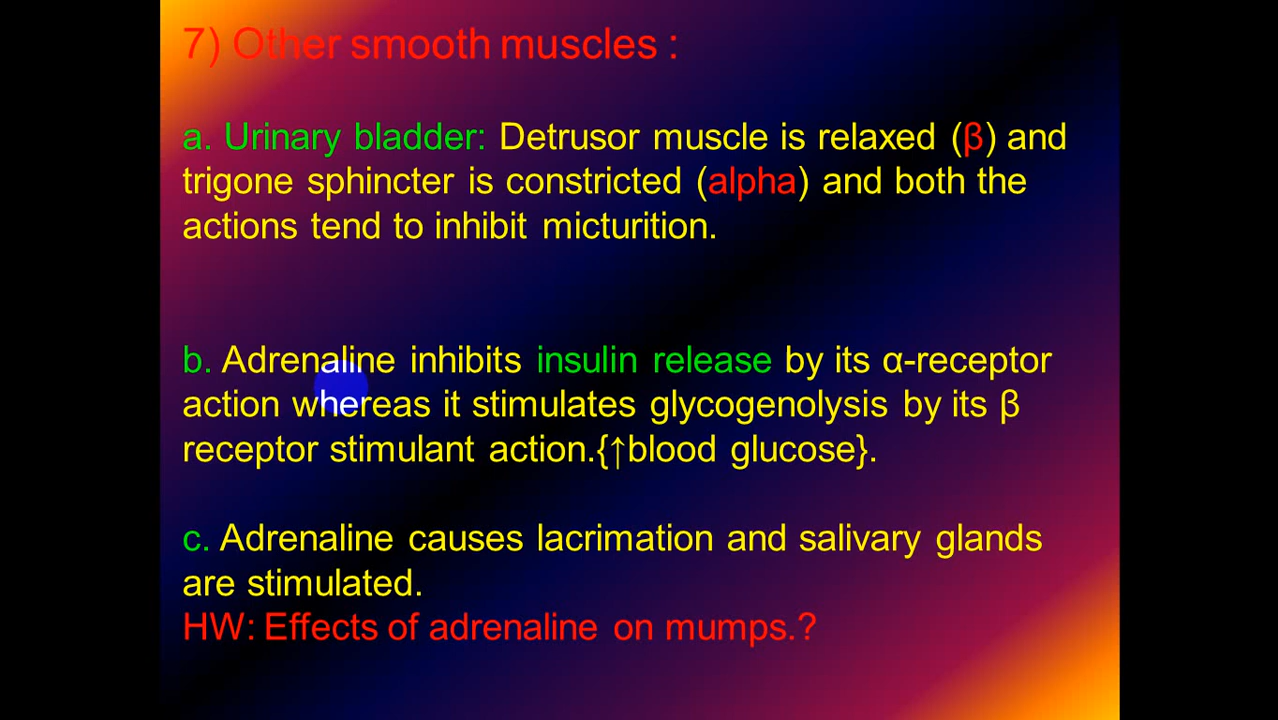 7) Other smooth muscles :
a. Urinary bladder: Detrusor muscle is relaxed (β) and
trigone sphincter is constricted (alpha) and both the
actions tend to inhibit micturition.
b. Adrenaline inhibits insulin release by its α-receptor
action whereas it stimulates glycogenolysis by its β
receptor stimulant action.{↑blood glucose}.
c. Adrenaline causes lacrimation and salivary glands
are stimulated.
HW: Effects of adrenaline on mumps.?